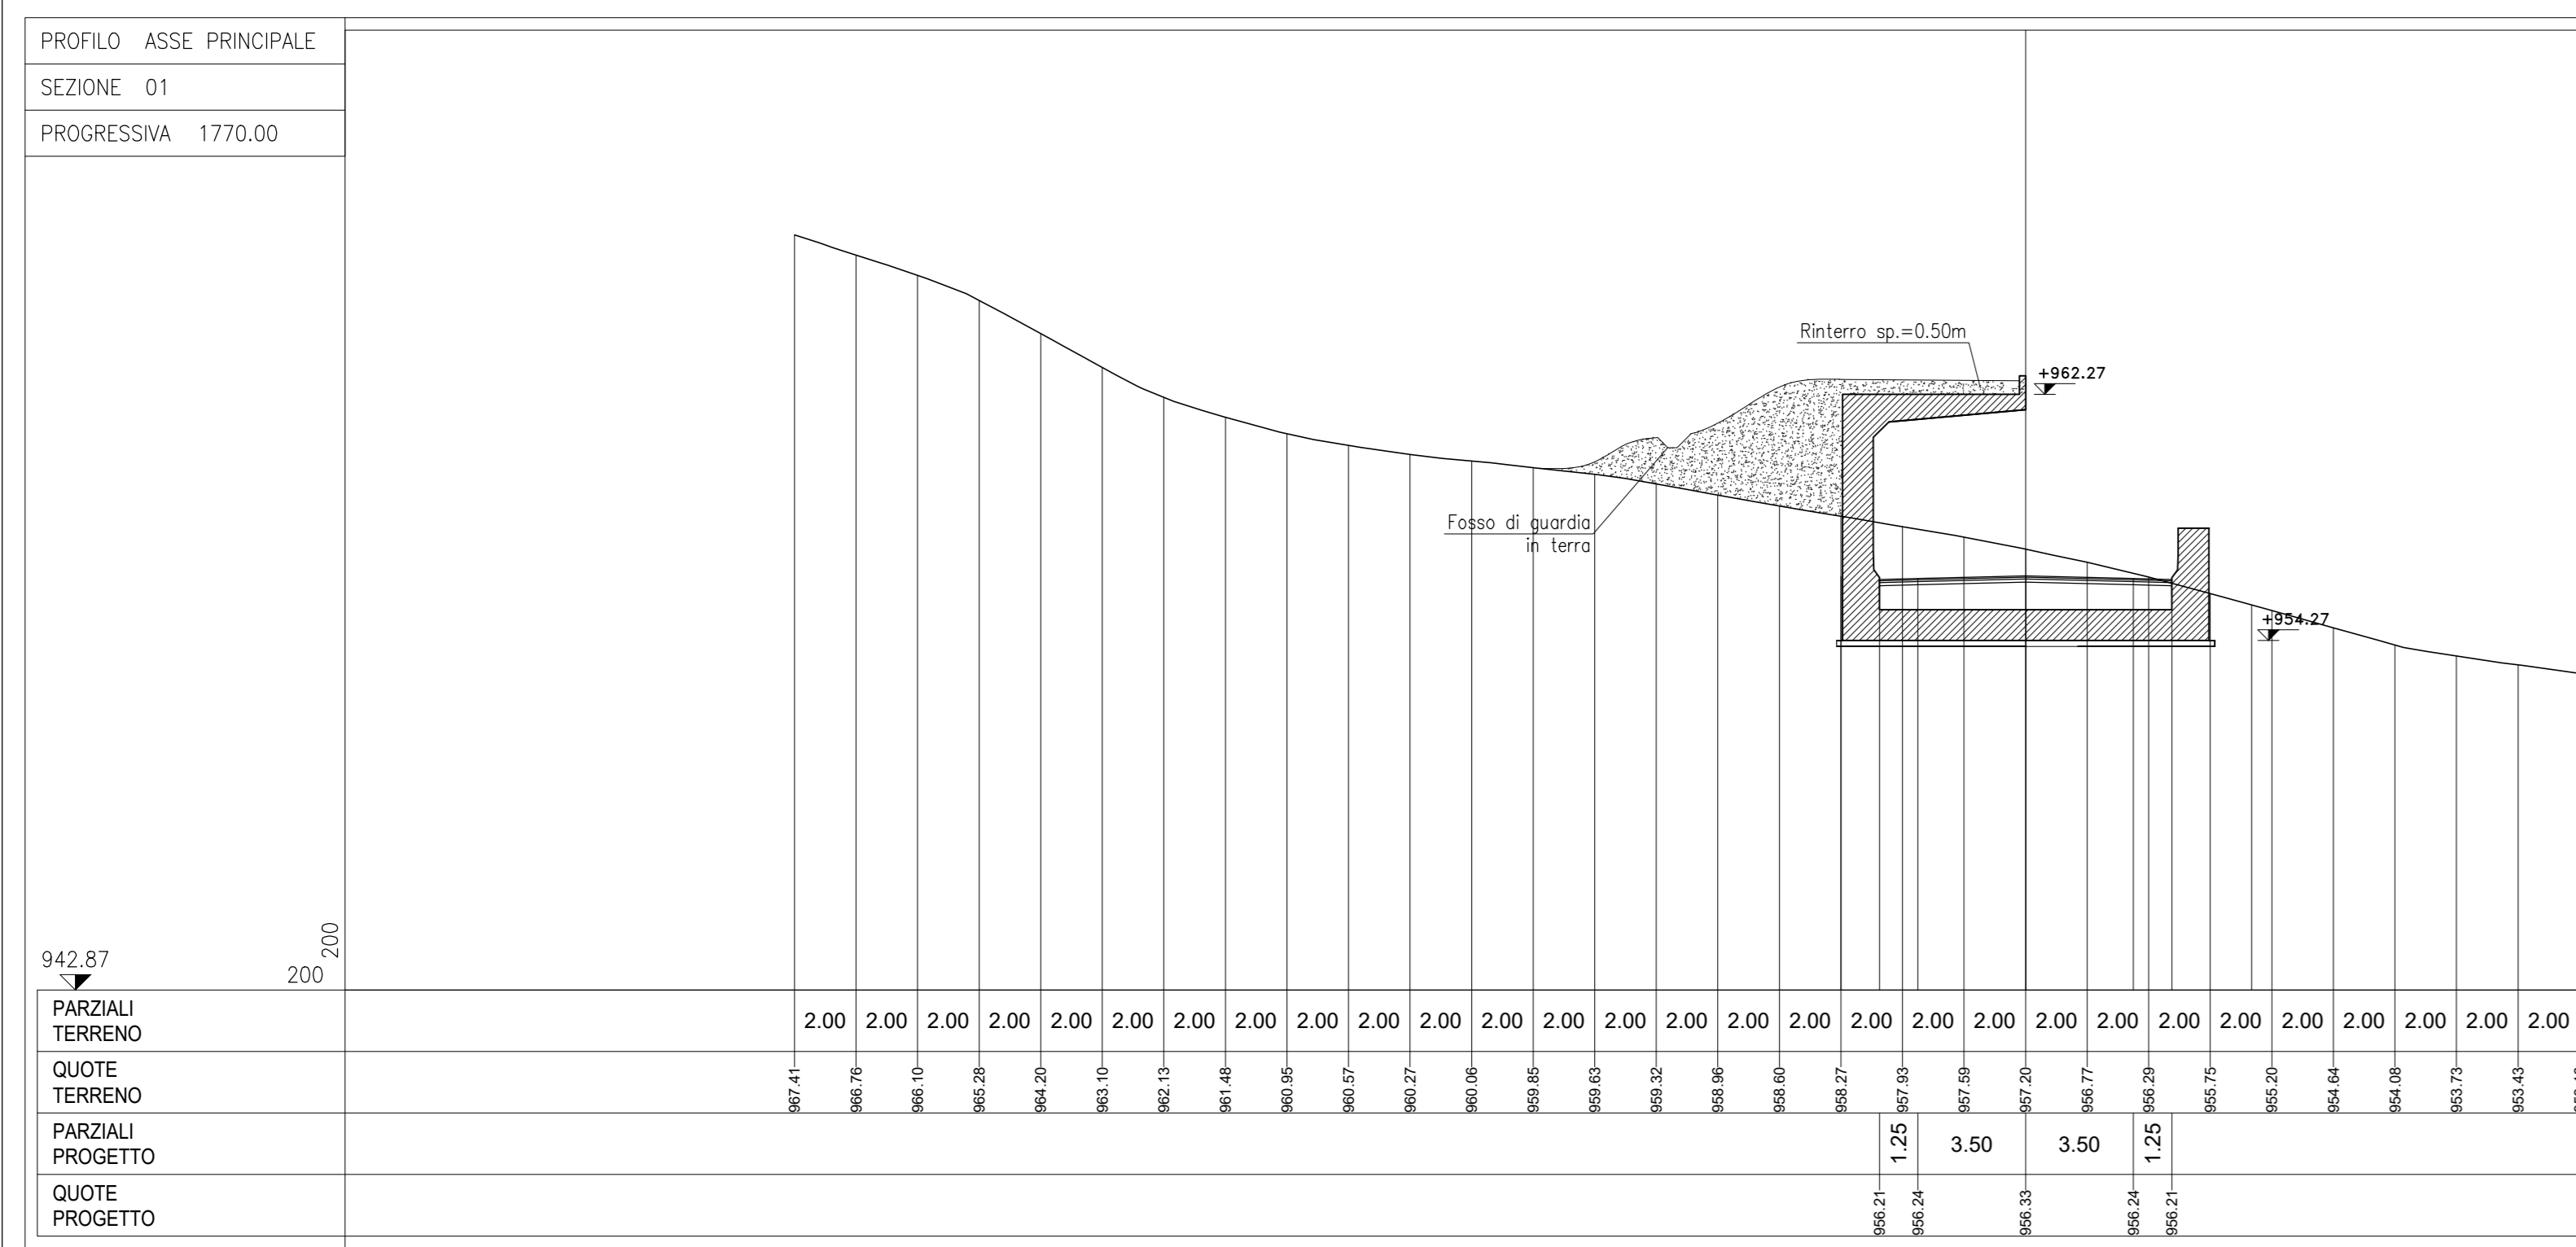 PROFILO ASSE PRINCIPALE
SEZIONE 01
PROGRESSIVA 1770.00
Rinterro sp.=0.50m
+962.27
Fosso di guardia
in terra
+954.27
942.87
200
200
PARZIALI
TERRENO
2.00 2.00 2.00 2.00 2.00 2.00 2.00 2.00 2.00 2.00 2.00 2.00 2.00 2.00 2.00 2.00 2.00 2.00 2.00 2.00 2.00 2.00 2.00 2.00 2.00 2.00 2.00 2.00 2.00
QUOTE
TERRENO
967.41 966.76 966.10 965.28 964.20 963.10 962.13 961.48 960.95 960.57 960.27 960.06 959.85 959.63 959.32 958.96 958.60 958.27 957.93 957.59 957.20 956.77 956.29 955.75 955.20 954.64 954.08 953.73 953.43
PARZIALI
PROGETTO
1.25 3.50 3.50 1.25
QUOTE
PROGETTO
956.21 956.24 956.33 956.24 956.21